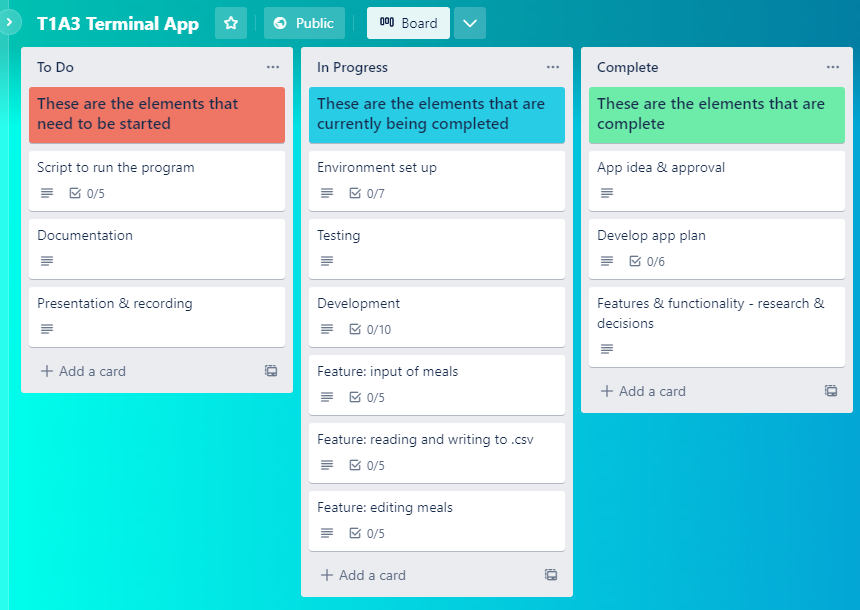 T1A3 Terminal App
Public
Board
To Do
These are the elements that
need to be started
Script to run the program
0/5
Documentation
Presentation & recording
Add a card
In Progress
These are the elements that are
currently being completed
Environment set up
0/7
Testing
Development
0/10
Feature: input of meals
0/5
Feature: reading and writing to .csv
0/5
Feature: editing meals
0/5
Add a card
Complete
These are the elements that are
complete
App idea & approval
Develop app plan
0/6
Features & functionality - research &
decisions
Add a card